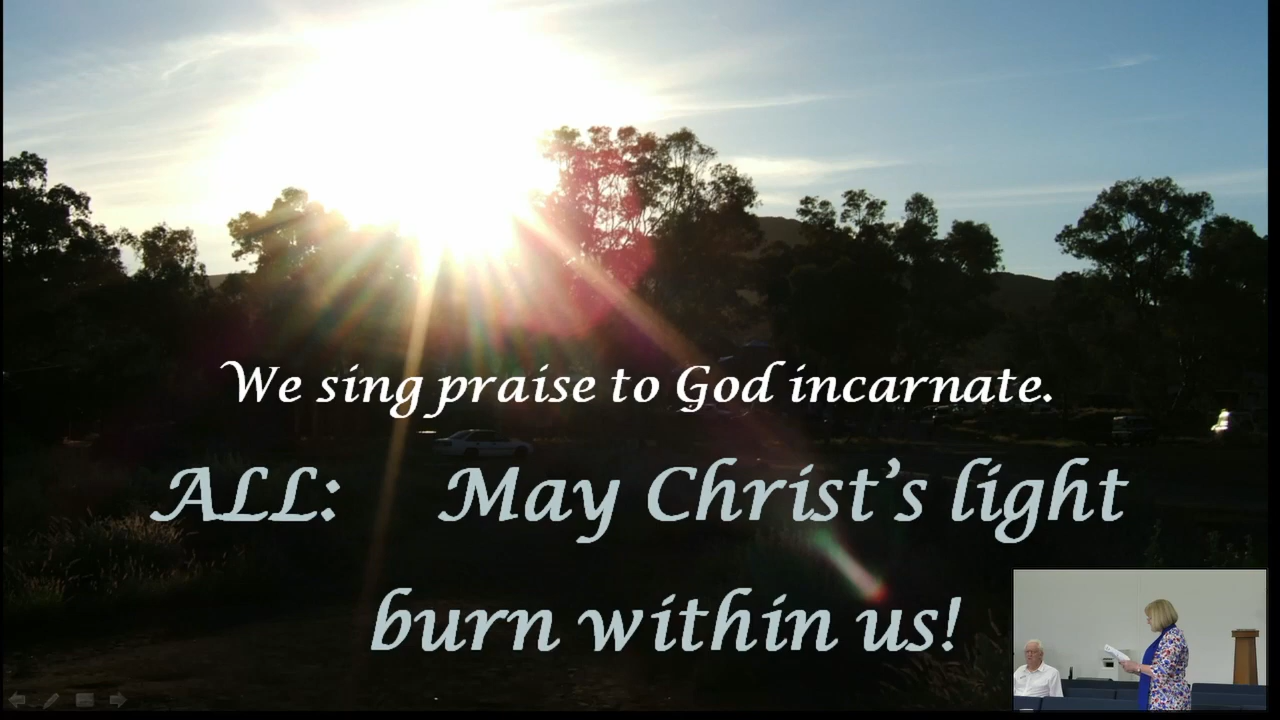 We sing praise to God incarnate.
ALL: May Christ's light
burn within us!